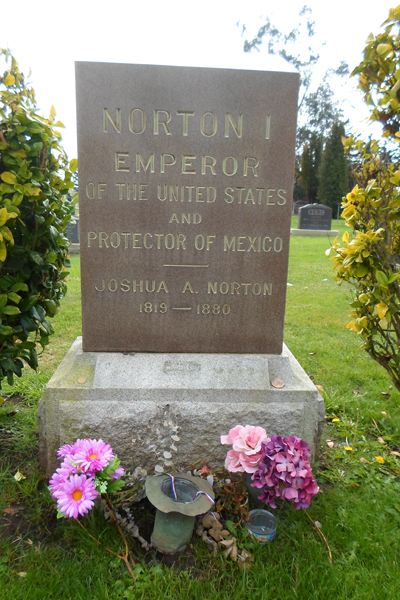 NORTON I
EMPEROR
OF THE UNITED STATES
AND
PROTECTOR OF MEXICO
JOSHUA A. NORTON
1819 — 1880